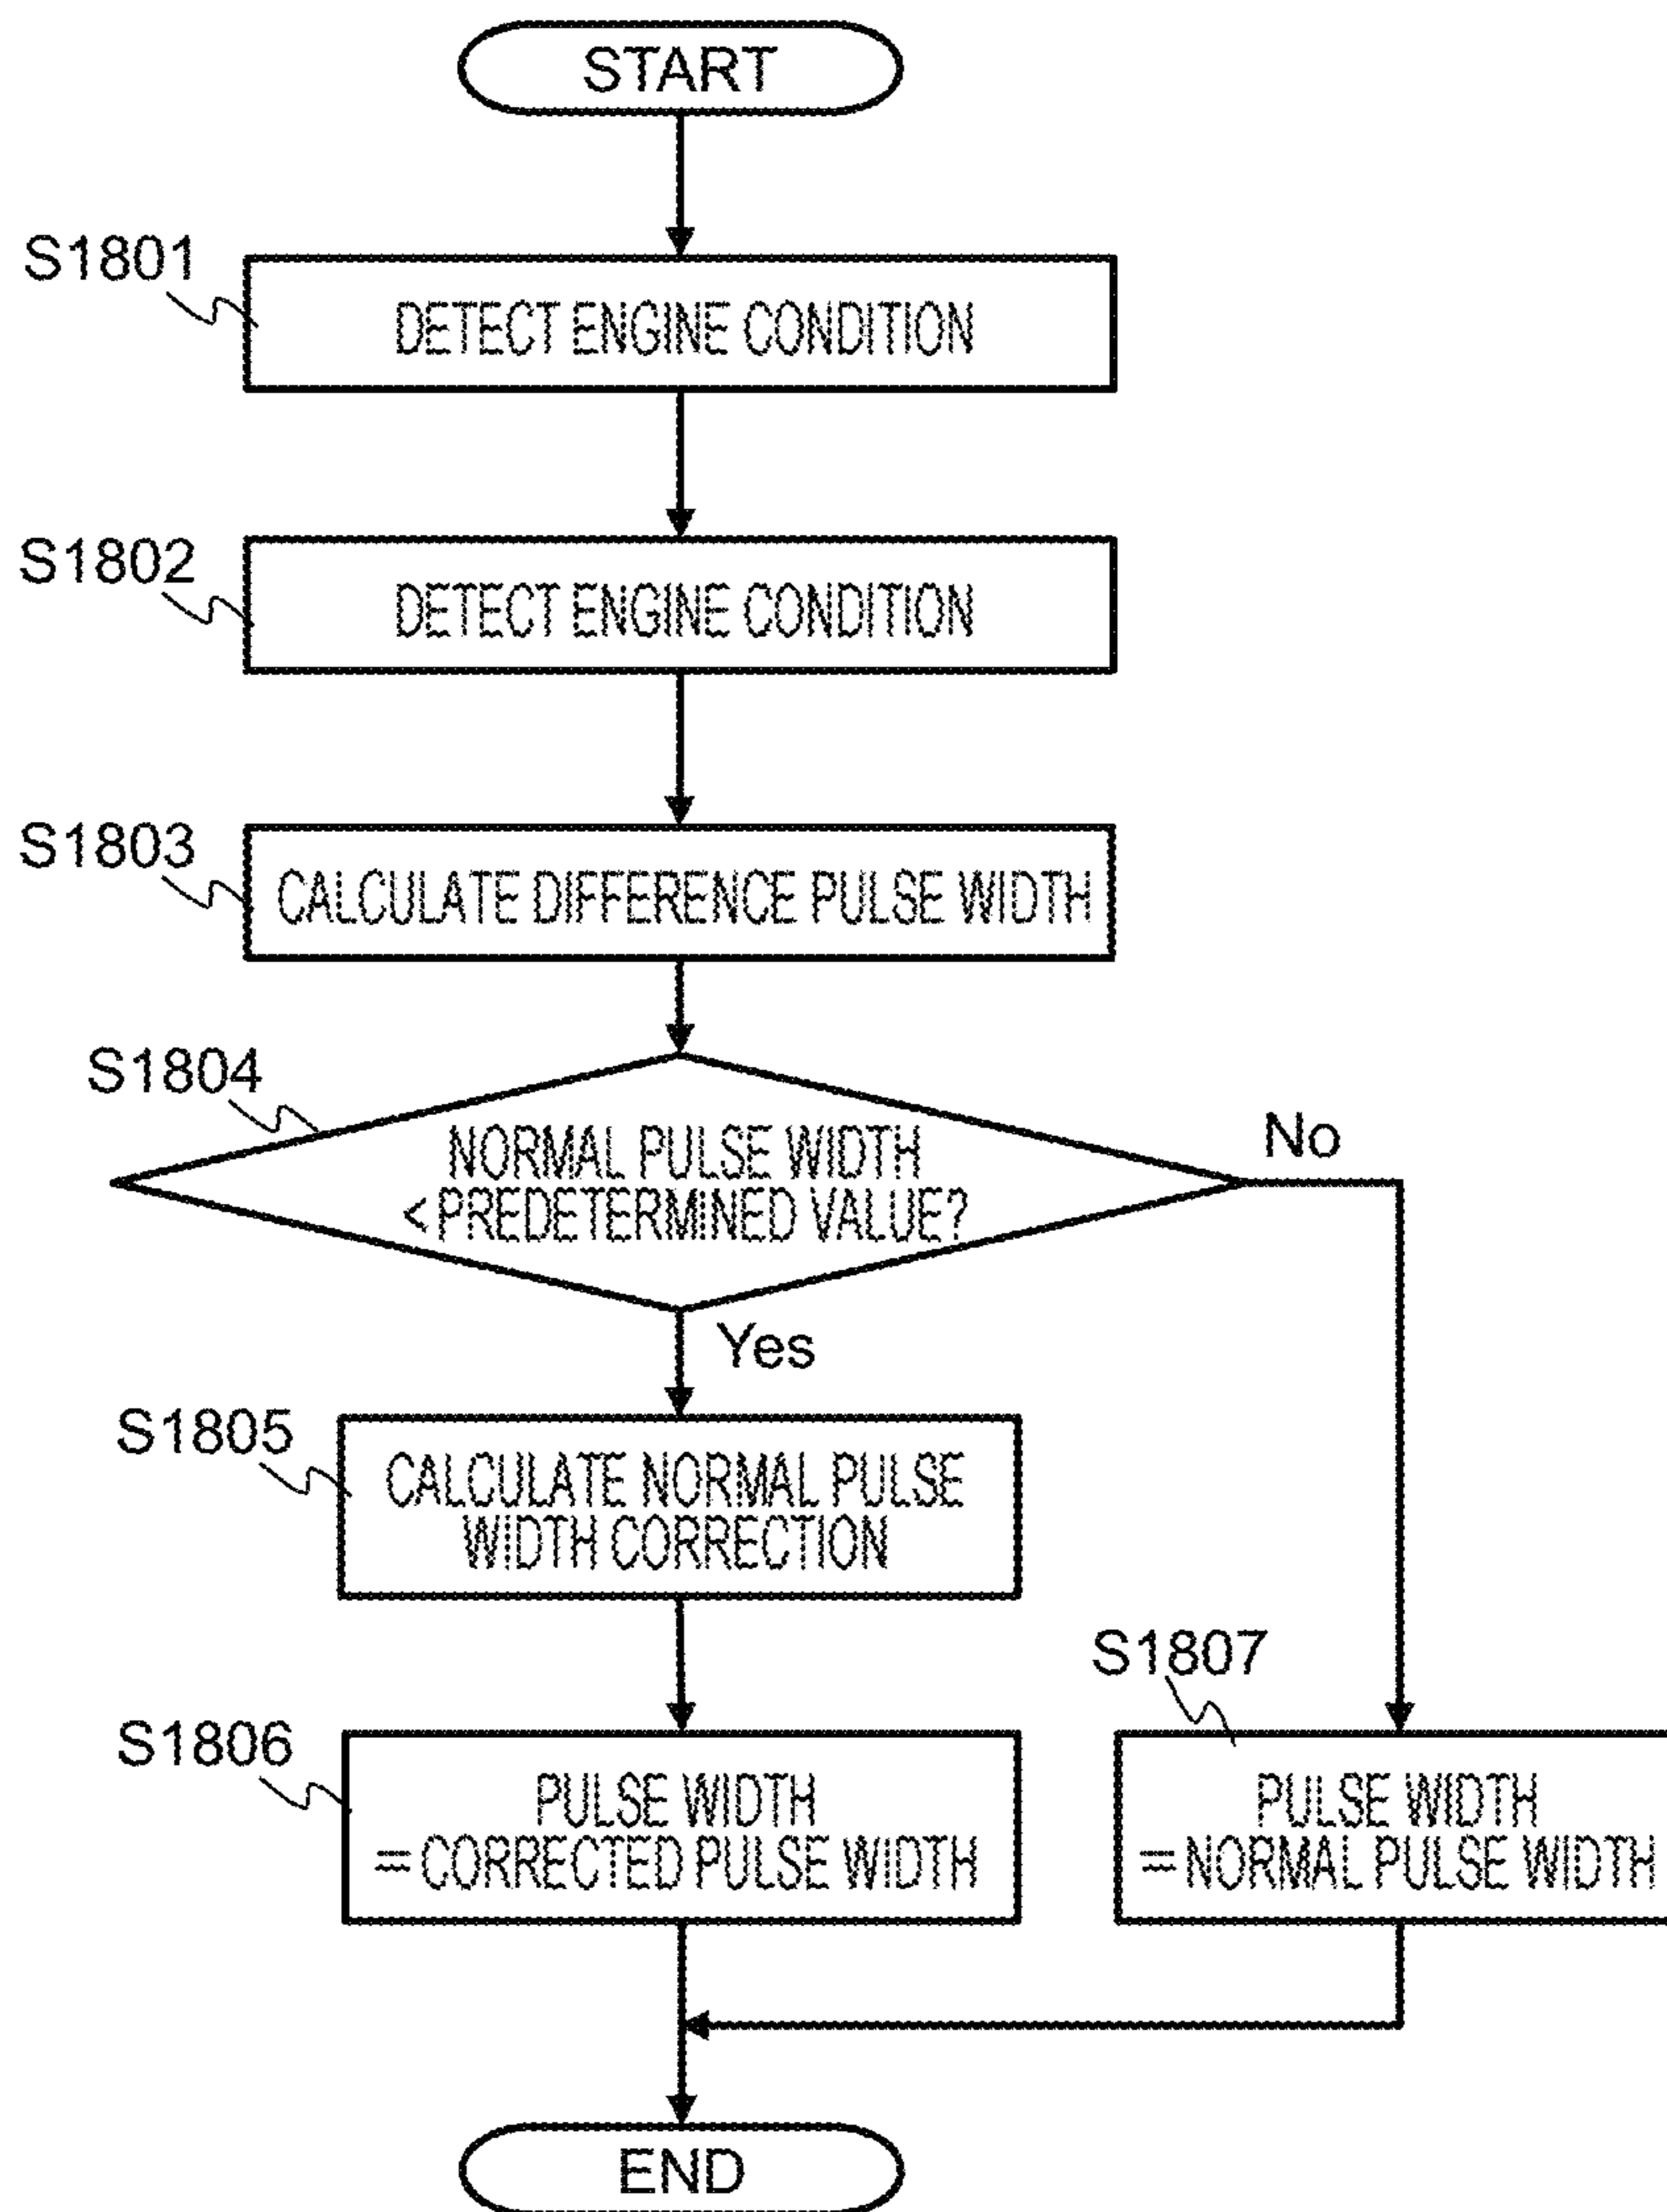 START
S1801
DETECT ENGINE CONDITION
S1802
DETECT ENGINE CONDITION
S1803
CALCULATE DIFFERENCE PULSE WIDTH
S1804
NORMAL PULSE WIDTH
< PREDETERMINED VALUE?
No
Yes
S1805
CALCULATE NORMAL PULSE
WIDTH CORRECTION
S1806
PULSE WIDTH
= CORRECTED PULSE WIDTH
S1807
PULSE WIDTH
= NORMAL PULSE WIDTH
END